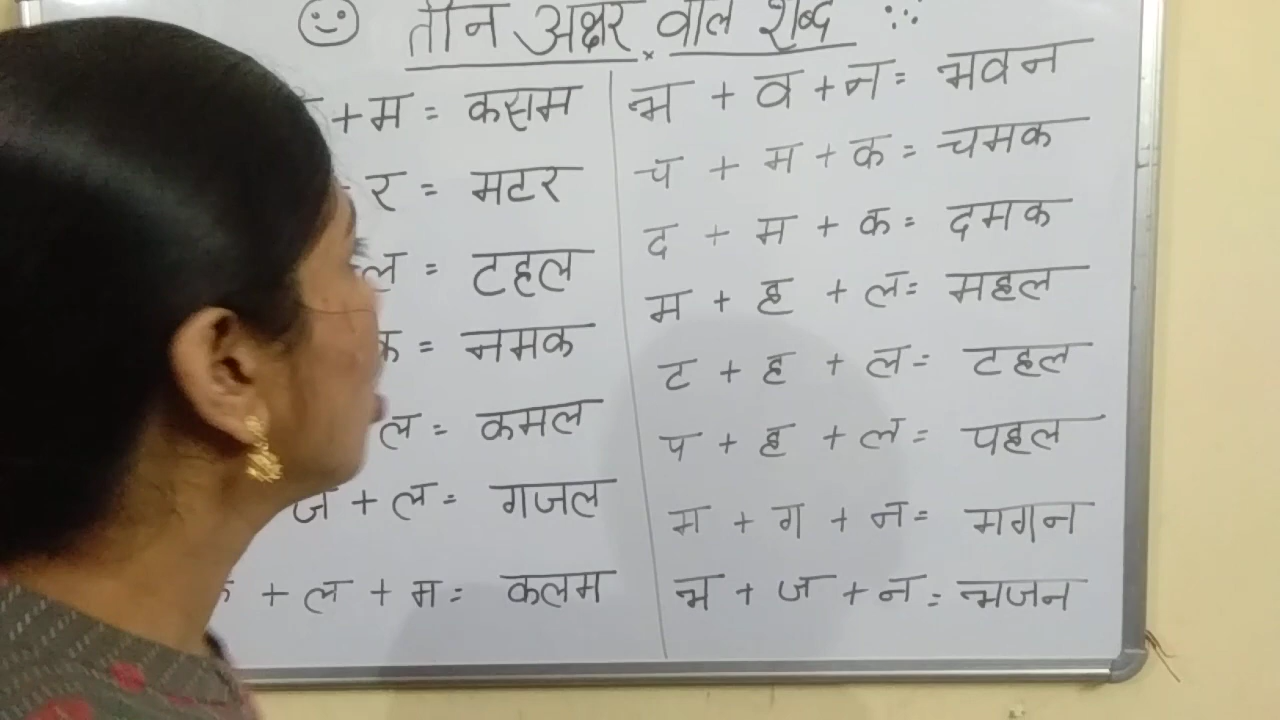 तीन अक्षर वाले शब्द
+ म = कसम
र = मटर
ल = टहल
क = नमक
ल = कमल
ज + ल = गजल
क + ल + म = कलम
भ + व + न = भवन
च + म + क = चमक
द + म + क = दमक
म + ह + ल = महल
ट + ह + ल = टहल
प + ह + ल = पहल
म + ग + न = मगन
भ + ज + न = भजन